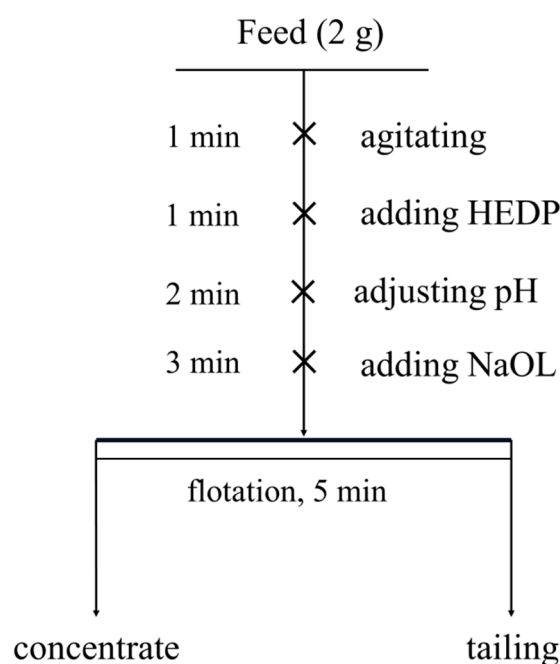 Feed (2 g)
1 min agitating
1 min adding HEDP
2 min adjusting pH
3 min adding NaOL
flotation, 5 min
concentrate tailing